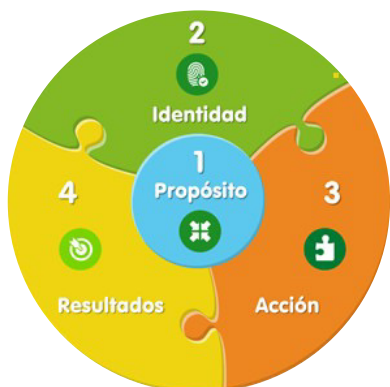 2
Identidad
1
Propósito
3
Acción
4
Resultados